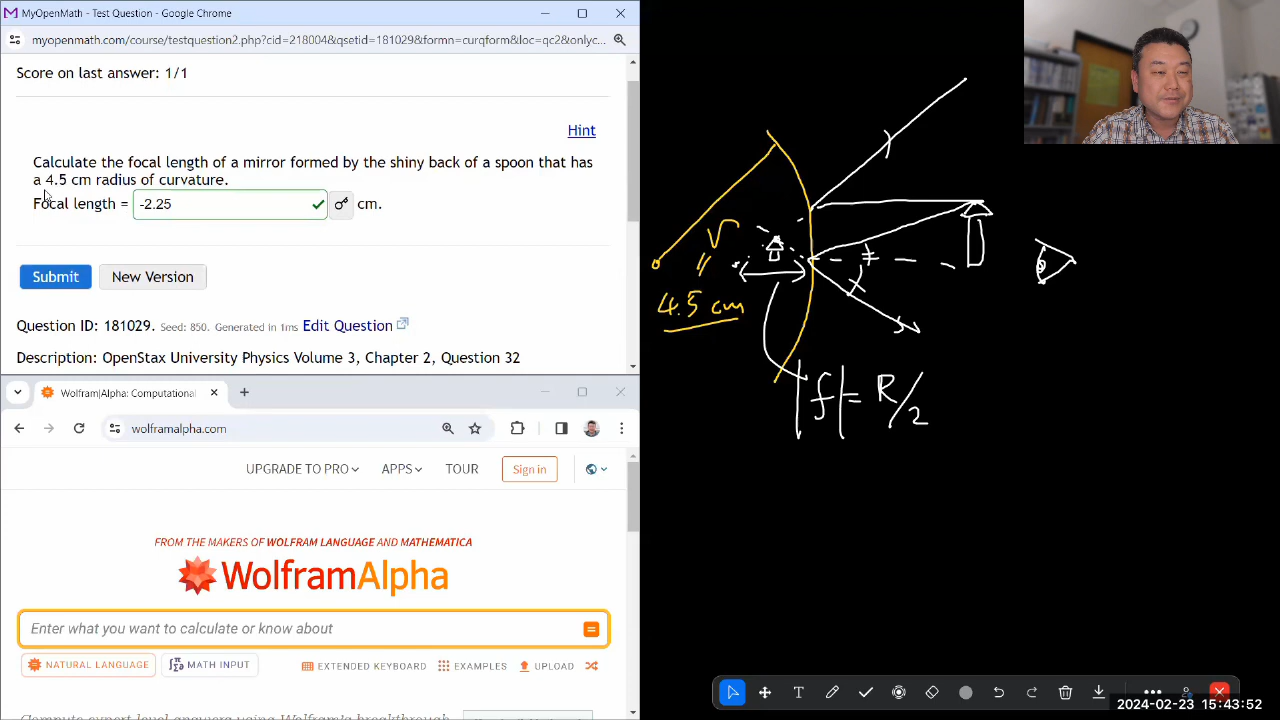 MyOpenMath - Test Question - Google Chrome
myopenmath.com/course/testquestion2.php?cid=218004&qsetid=181029&formn=curqform&loc=qc2&onlyc...
Score on last answer: 1/1
Hint
Calculate the focal length of a mirror formed by the shiny back of a spoon that has
a 4.5 cm radius of curvature.
Focal length = -2.25 cm.
Submit New Version
Question ID: 181029. Seed: 850. Generated in 1ms Edit Question
Description: OpenStax University Physics Volume 3, Chapter 2, Question 32
Wolfram|Alpha: Computational
wolframalpha.com
UPGRADE TO PRO APPS TOUR Sign in
FROM THE MAKERS OF WOLFRAM LANGUAGE AND MATHEMATICA
WolframAlpha
Enter what you want to calculate or know about
NATURAL LANGUAGE MATH INPUT EXTENDED KEYBOARD EXAMPLES UPLOAD
4.5 cm
|f| = R/2
2024-02-23 15:43:52